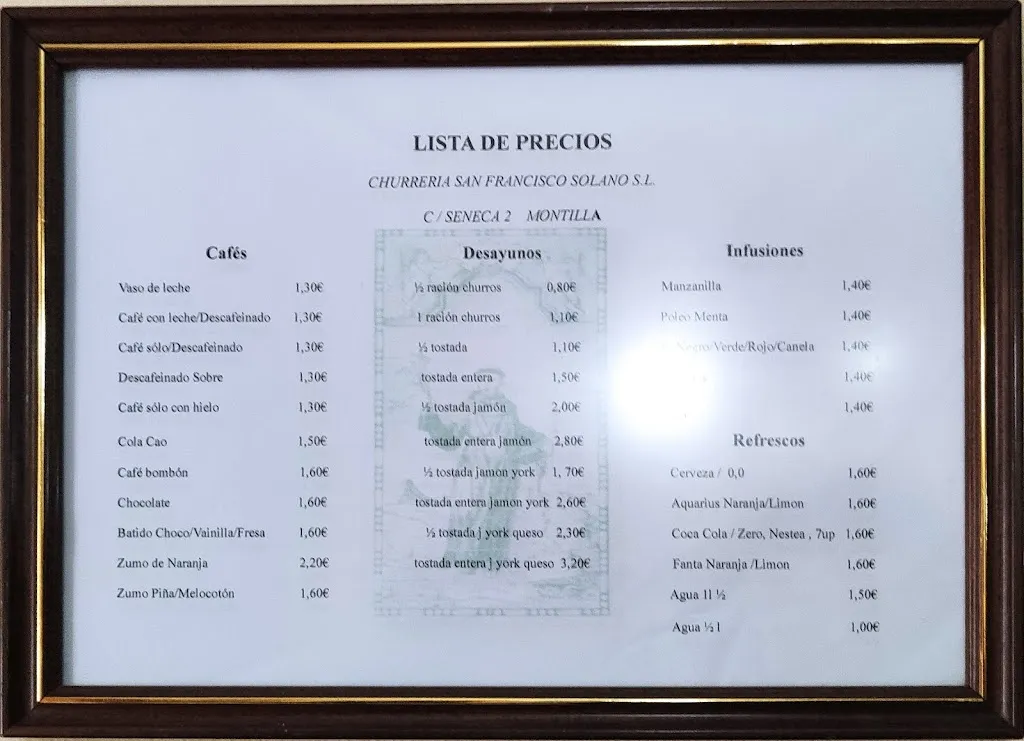 LISTA DE PRECIOS
CHURRERIA SAN FRANCISCO SOLANO S.L.
C / SENECA 2 MONTILLA
Cafés
Vaso de leche 1,30€
Café con leche/Descafeinado 1,30€
Café sólo/Descafeinado 1,30€
Descafeinado Sobre 1,30€
Café sólo con hielo 1,30€
Cola Cao 1,50€
Café bombón 1,60€
Chocolate 1,60€
Batido Choco/Vainilla/Fresa 1,60€
Zumo de Naranja 2,20€
Zumo Piña/Melocotón 1,60€
Desayunos
½ ración churros 0,80€
1 ración churros 1,10€
½ tostada 1,10€
tostada entera 1,50€
½ tostada jamón 2,00€
tostada entera jamón 2,80€
½ tostada jamon york 1, 70€
tostada entera jamon york 2,60€
½ tostada j york queso 2,30€
tostada entera j york queso 3,20€
Infusiones
Manzanilla 1,40€
Poleo Menta 1,40€
Negro/Verde/Rojo/Canela 1,40€
1,40€
1,40€
Refrescos
Cerveza / 0,0 1,60€
Aquarius Naranja/Limon 1,60€
Coca Cola / Zero, Nestea , 7up 1,60€
Fanta Naranja /Limon 1,60€
Agua 1l ½ 1,50€
Agua ½ l 1,00€